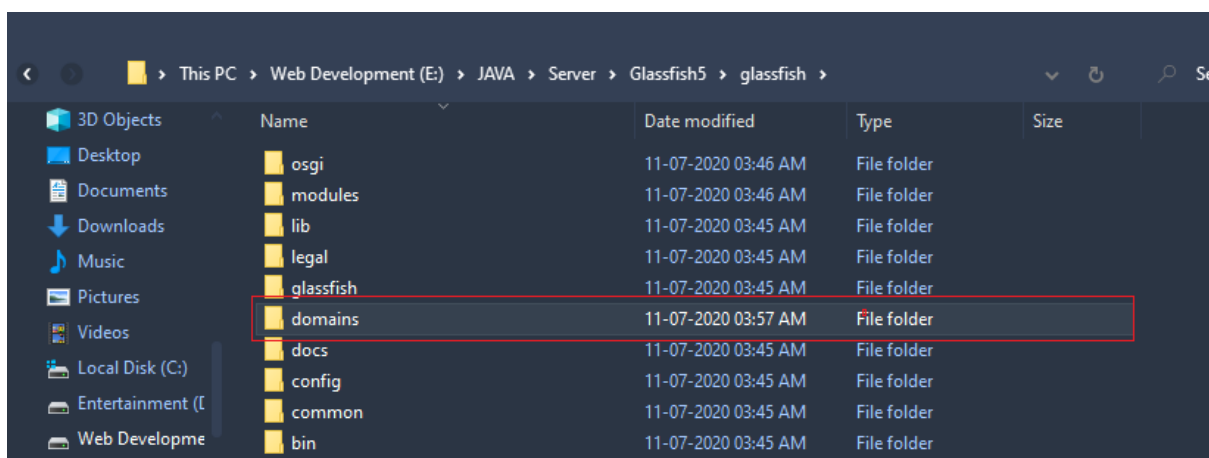 This PC > Web Development (E:) > JAVA > Server > Glassfish5 > glassfish > Se
3D Objects
Desktop
Documents
Downloads
Music
Pictures
Videos
Local Disk (C:)
Entertainment (D
Web Developme
Name Date modified Type Size
osgi 11-07-2020 03:46 AM File folder
modules 11-07-2020 03:46 AM File folder
lib 11-07-2020 03:45 AM File folder
legal 11-07-2020 03:45 AM File folder
glassfish 11-07-2020 03:45 AM File folder
domains 11-07-2020 03:57 AM File folder
docs 11-07-2020 03:45 AM File folder
config 11-07-2020 03:45 AM File folder
common 11-07-2020 03:45 AM File folder
bin 11-07-2020 03:45 AM File folder